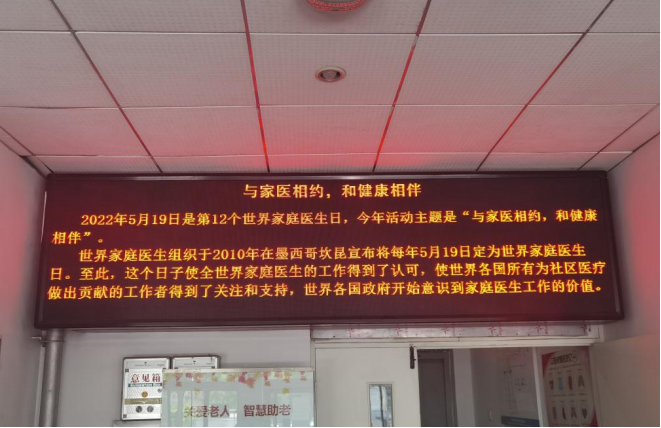 与家医相约，和健康相伴
2022年5月19日是第12个世界家庭医生日，今年活动主题是“与家医相约，和健康
相伴”。
世界家庭医生组织于2010年在墨西哥坎昆宣布将每年5月19日定为世界家庭医生
日。至此，这个日子使全世界家庭医生的工作得到了认可，使世界各国所有为社区医疗
做出贡献的工作者得到了关注和支持，世界各国政府开始意识到家庭医生工作的价值。
意见箱
关爱老人 智慧助老